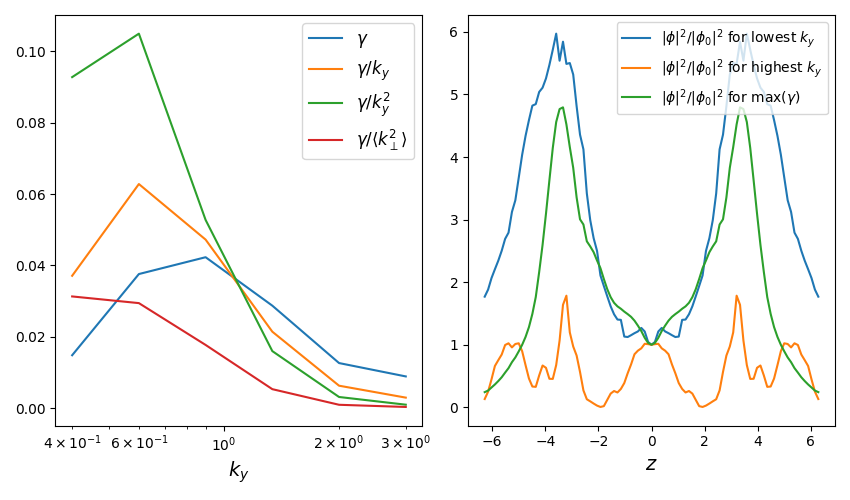 0.10
0.08
0.06
0.04
0.02
0.00
γ
γ/k_y
γ/k_y^2
γ/⟨k_⊥^2⟩
4 × 10^{-1}
6 × 10^{-1}
10^0
2 × 10^0
3 × 10^0
k_y
6
5
4
3
2
1
0
|ϕ|^2/|ϕ_0|^2 for lowest k_y
|ϕ|^2/|ϕ_0|^2 for highest k_y
|ϕ|^2/|ϕ_0|^2 for max(γ)
−6
−4
−2
0
2
4
6
z